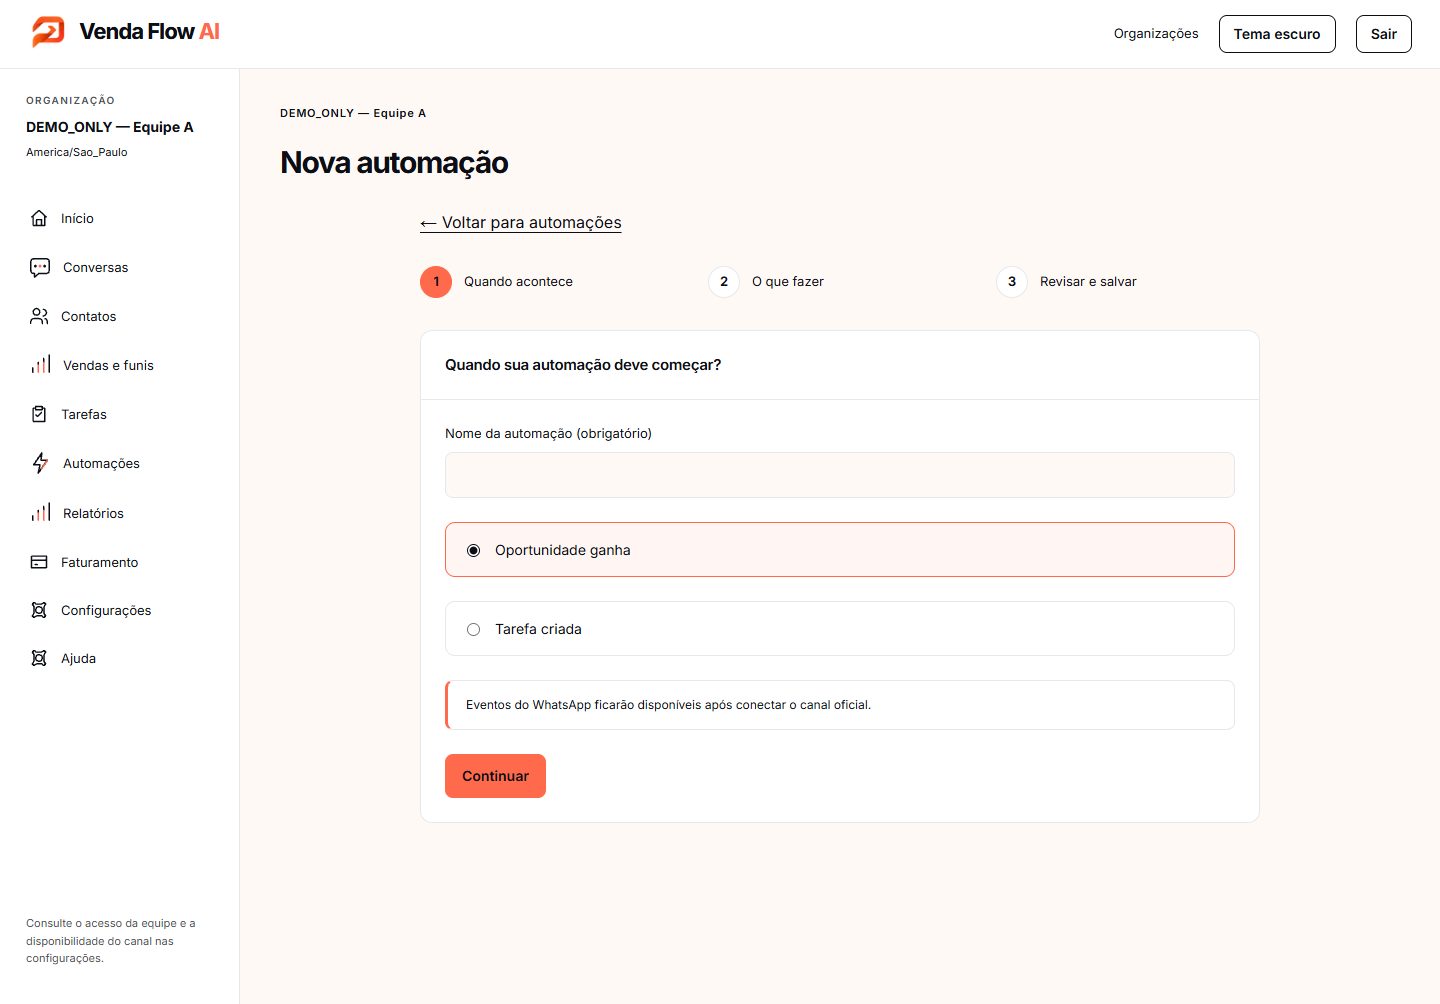 Venda Flow AI
Organizações
Tema escuro
Sair
ORGANIZAÇÃO
DEMO_ONLY — Equipe A
America/Sao_Paulo
Início
Conversas
Contatos
Vendas e funis
Tarefas
Automações
Relatórios
Faturamento
Configurações
Ajuda
Consulte o acesso da equipe e a
disponibilidade do canal nas
configurações.
DEMO_ONLY — Equipe A
Nova automação
← Voltar para automações
1 Quando acontece
2 O que fazer
3 Revisar e salvar
Quando sua automação deve começar?
Nome da automação (obrigatório)
Oportunidade ganha
Tarefa criada
Eventos do WhatsApp ficarão disponíveis após conectar o canal oficial.
Continuar